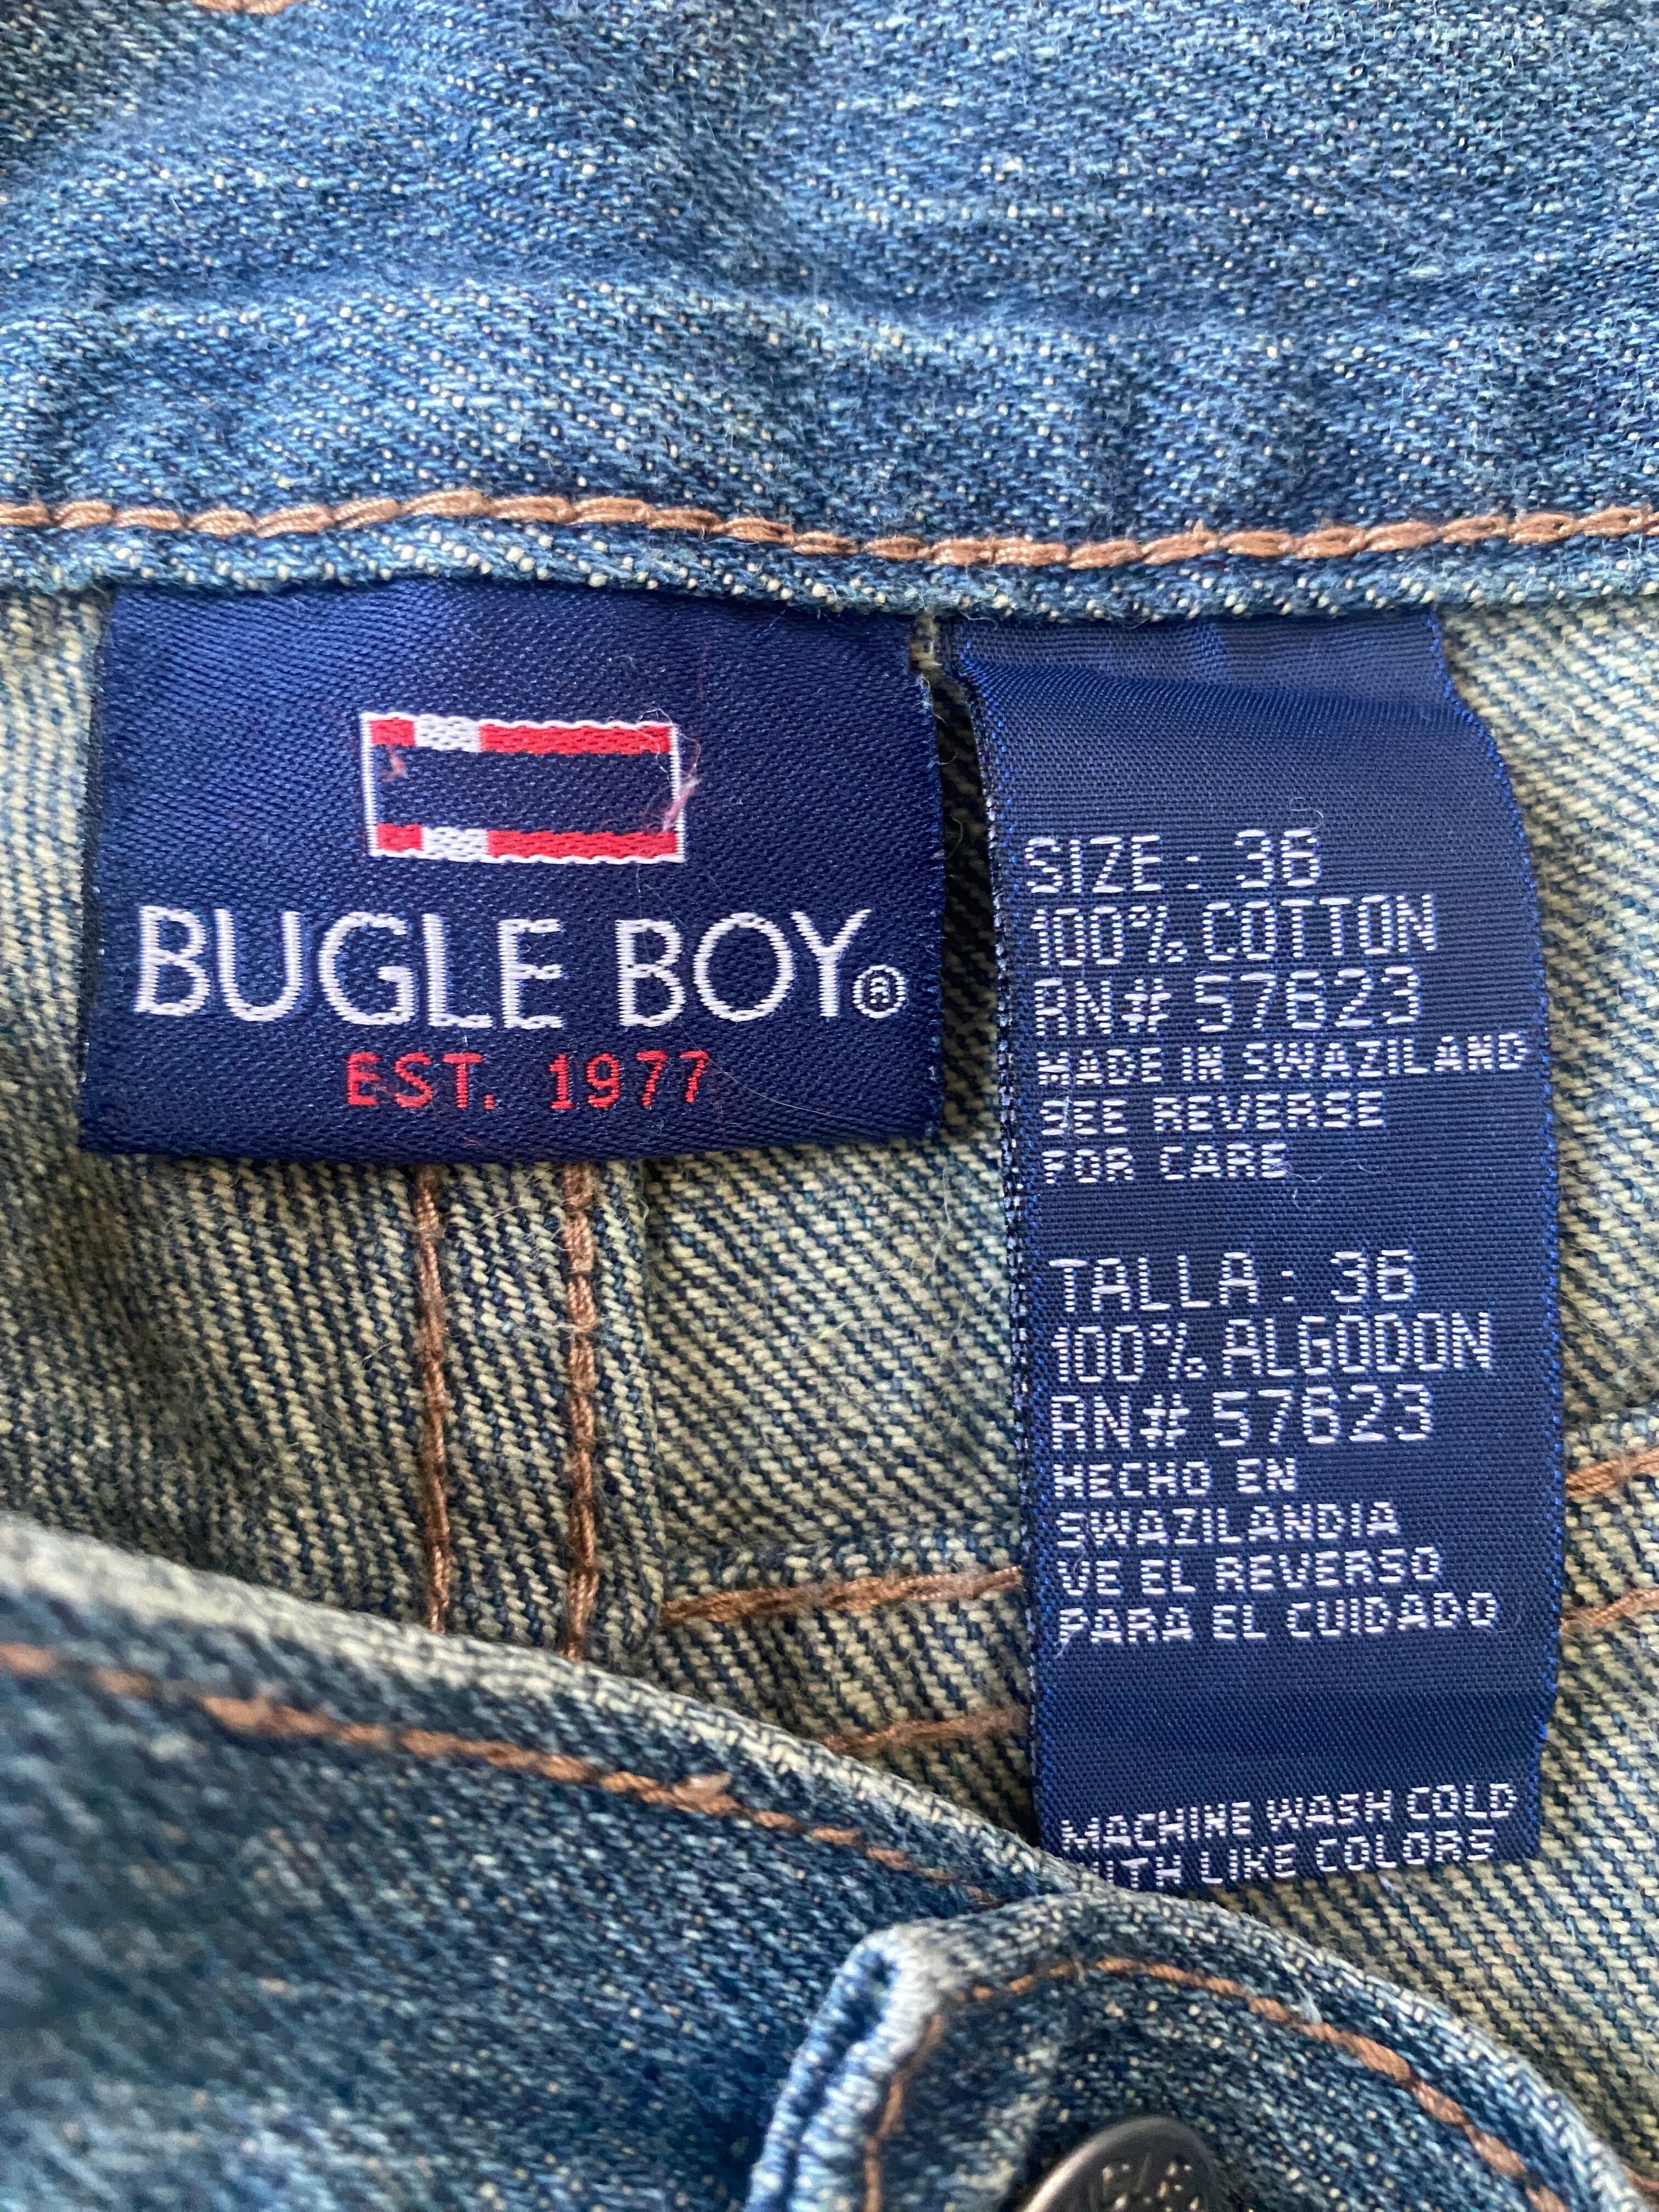 BUGLE BOY®
EST. 1977
SIZE : 36
100% COTTON
RN# 57623
MADE IN SWAZILAND
SEE REVERSE
FOR CARE
TALLA : 36
100% ALGODON
RN# 57623
HECHO EN
SWAZILANDIA
VE EL REVERSO
PARA EL CUIDADO
MACHINE WASH COLD
WITH LIKE COLORS